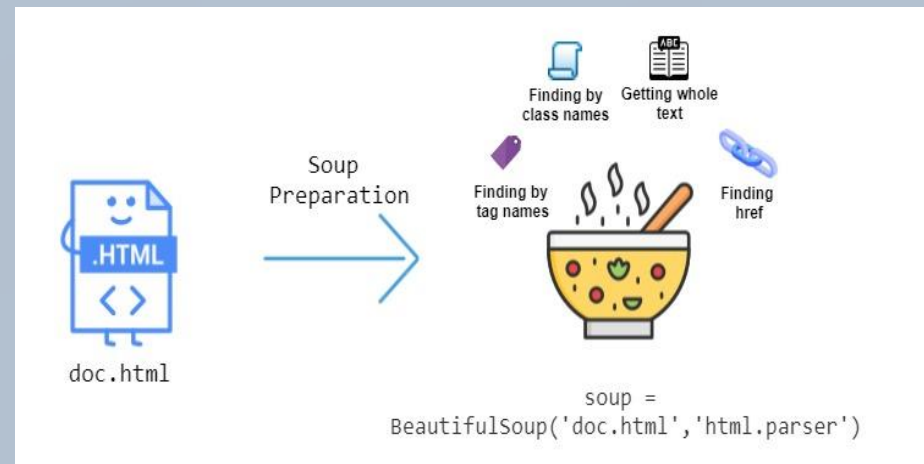 ABC
Finding by
class names
Getting whole
text
Soup
Preparation
Finding by
tag names
Finding
href
.HTML
< >
doc.html
soup =
BeautifulSoup('doc.html','html.parser')